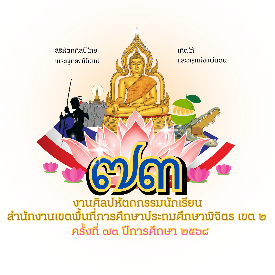 ๗๓
งานศิลปหัตถกรรมนักเรียน
สำนักงานเขตพื้นที่การศึกษาประถมศึกษาพิจิตร เขต ๒
ครั้งที่ ๗๓ ปีการศึกษา ๒๕๖๘